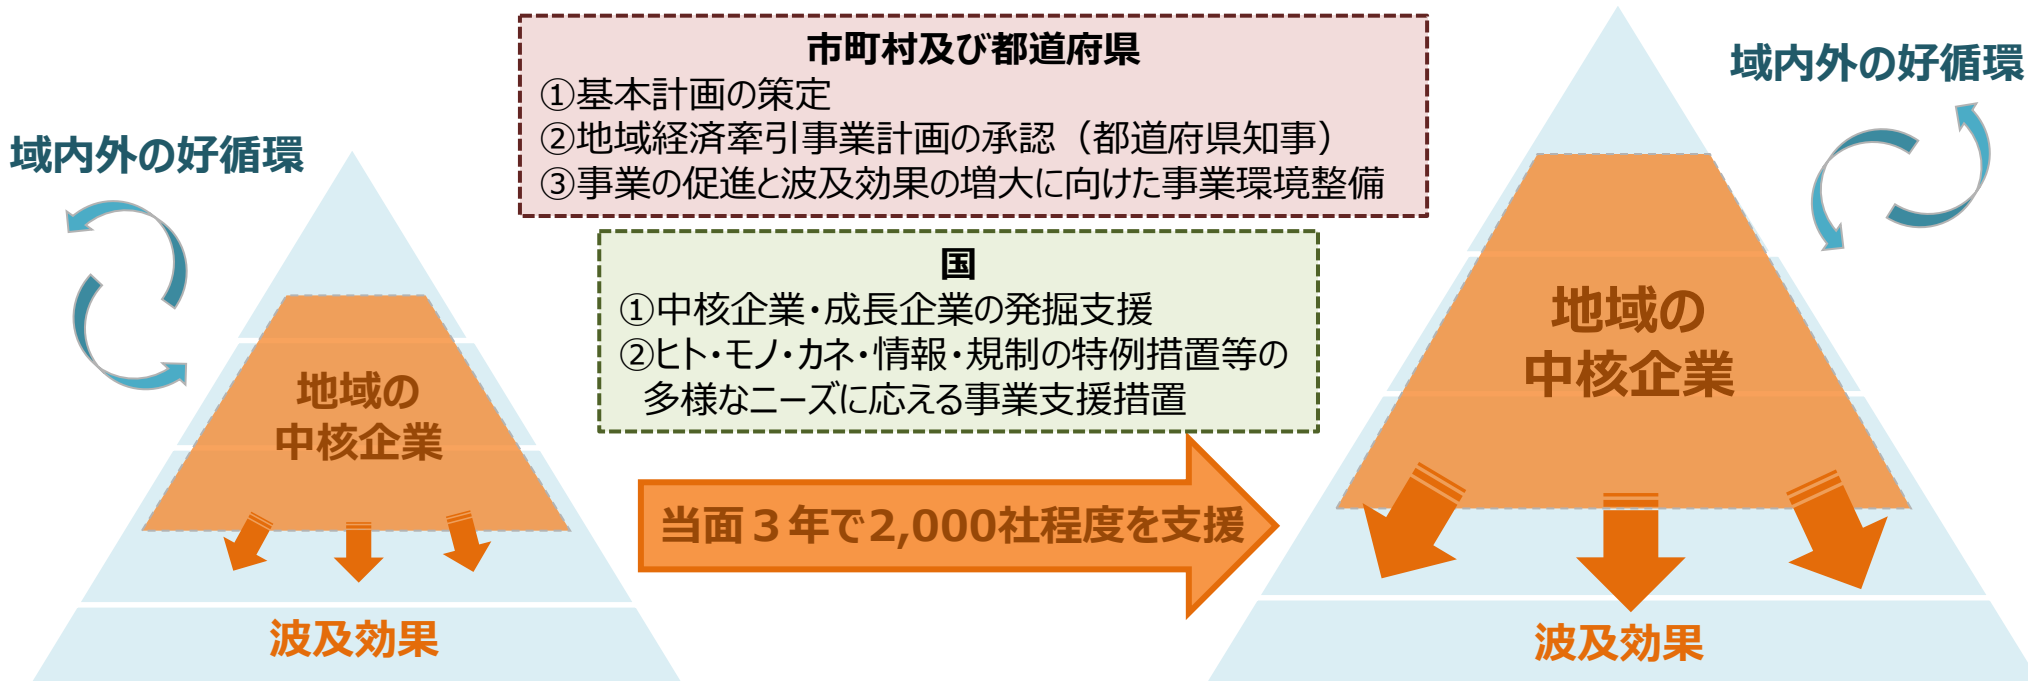 域内外の好循環
地域の
中核企業
波及効果
市町村及び都道府県
①基本計画の策定
②地域経済牽引事業計画の承認（都道府県知事）
③事業の促進と波及効果の増大に向けた事業環境整備
国
①中核企業・成長企業の発掘支援
②ヒト・モノ・カネ・情報・規制の特例措置等の
多様なニーズに応える事業支援措置
当面３年で2,000社程度を支援
域内外の好循環
地域の
中核企業
波及効果